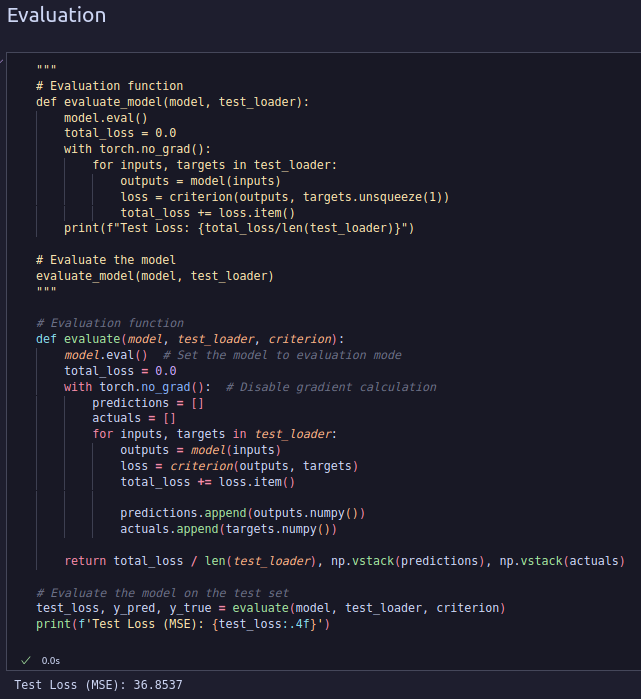 Evaluation
"""
# Evaluation function
def evaluate_model(model, test_loader):
    model.eval()
    total_loss = 0.0
    with torch.no_grad():
        for inputs, targets in test_loader:
            outputs = model(inputs)
            loss = criterion(outputs, targets.unsqueeze(1))
            total_loss += loss.item()
    print(f"Test Loss: {total_loss/len(test_loader)}")

# Evaluate the model
evaluate_model(model, test_loader)
"""

# Evaluation function
def evaluate(model, test_loader, criterion):
    model.eval()  # Set the model to evaluation mode
    total_loss = 0.0
    with torch.no_grad():  # Disable gradient calculation
        predictions = []
        actuals = []
        for inputs, targets in test_loader:
            outputs = model(inputs)
            loss = criterion(outputs, targets)
            total_loss += loss.item()

            predictions.append(outputs.numpy())
            actuals.append(targets.numpy())

    return total_loss / len(test_loader), np.vstack(predictions), np.vstack(actuals)

# Evaluate the model on the test set
test_loss, y_pred, y_true = evaluate(model, test_loader, criterion)
print(f'Test Loss (MSE): {test_loss:.4f}')
0.0s
Test Loss (MSE): 36.8537